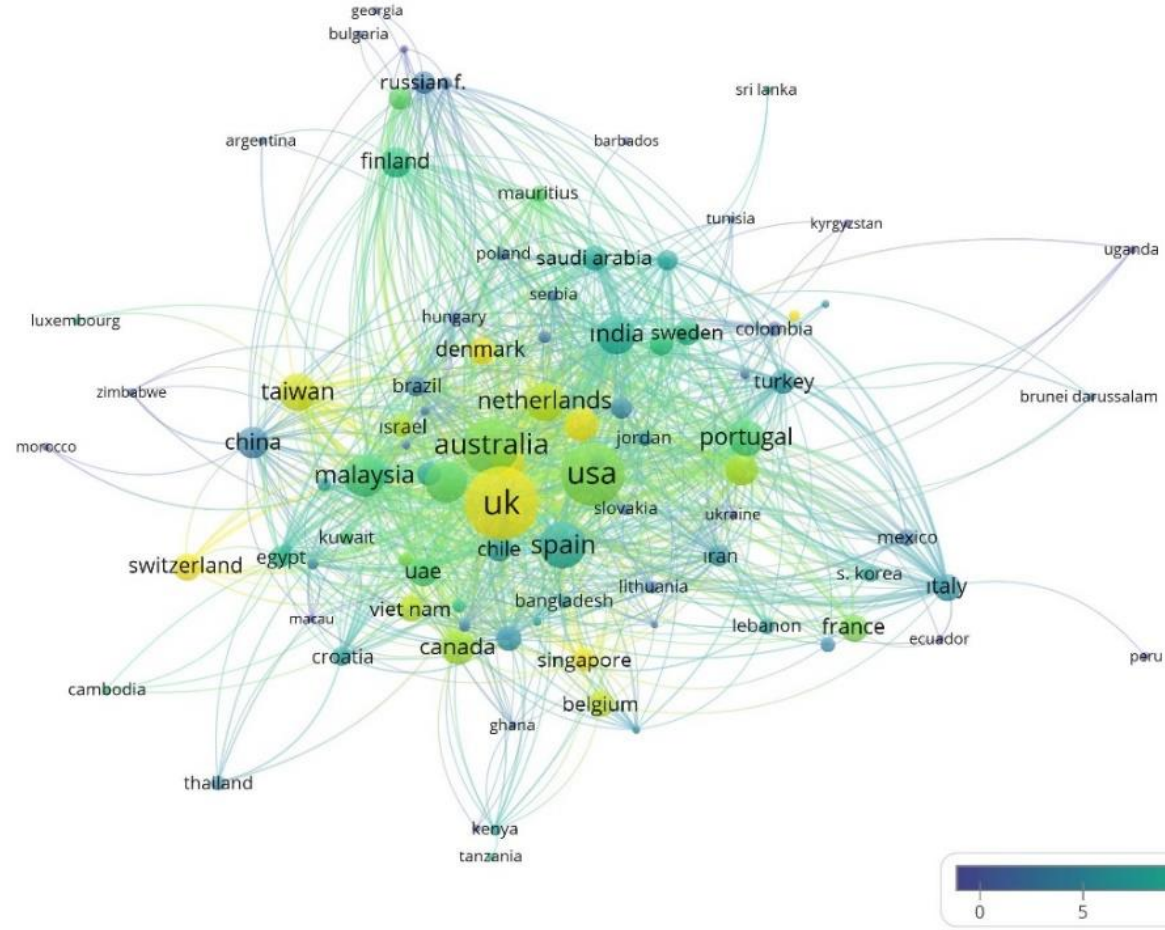 georgia
bulgaria
russian f.
sri lanka
argentina
barbados
finland
mauritius
tunisia
kyrgyzstan
uganda
poland
saudi arabia
serbia
luxembourg
hungary
india
sweden
colombia
denmark
turkey
brazil
taiwan
zimbabwe
netherlands
brunei darussalam
israel
jordan
portugal
china
australia
morocco
malaysia
usa
uk
slovakia
ukraine
kuwait
mexico
chile
spain
egypt
iran
switzerland
uae
s. korea
lithuania
italy
bangladesh
viet nam
macau
lebanon
france
ecuador
canada
croatia
singapore
peru
cambodia
belgium
ghana
thailand
kenya
tanzania
0
5